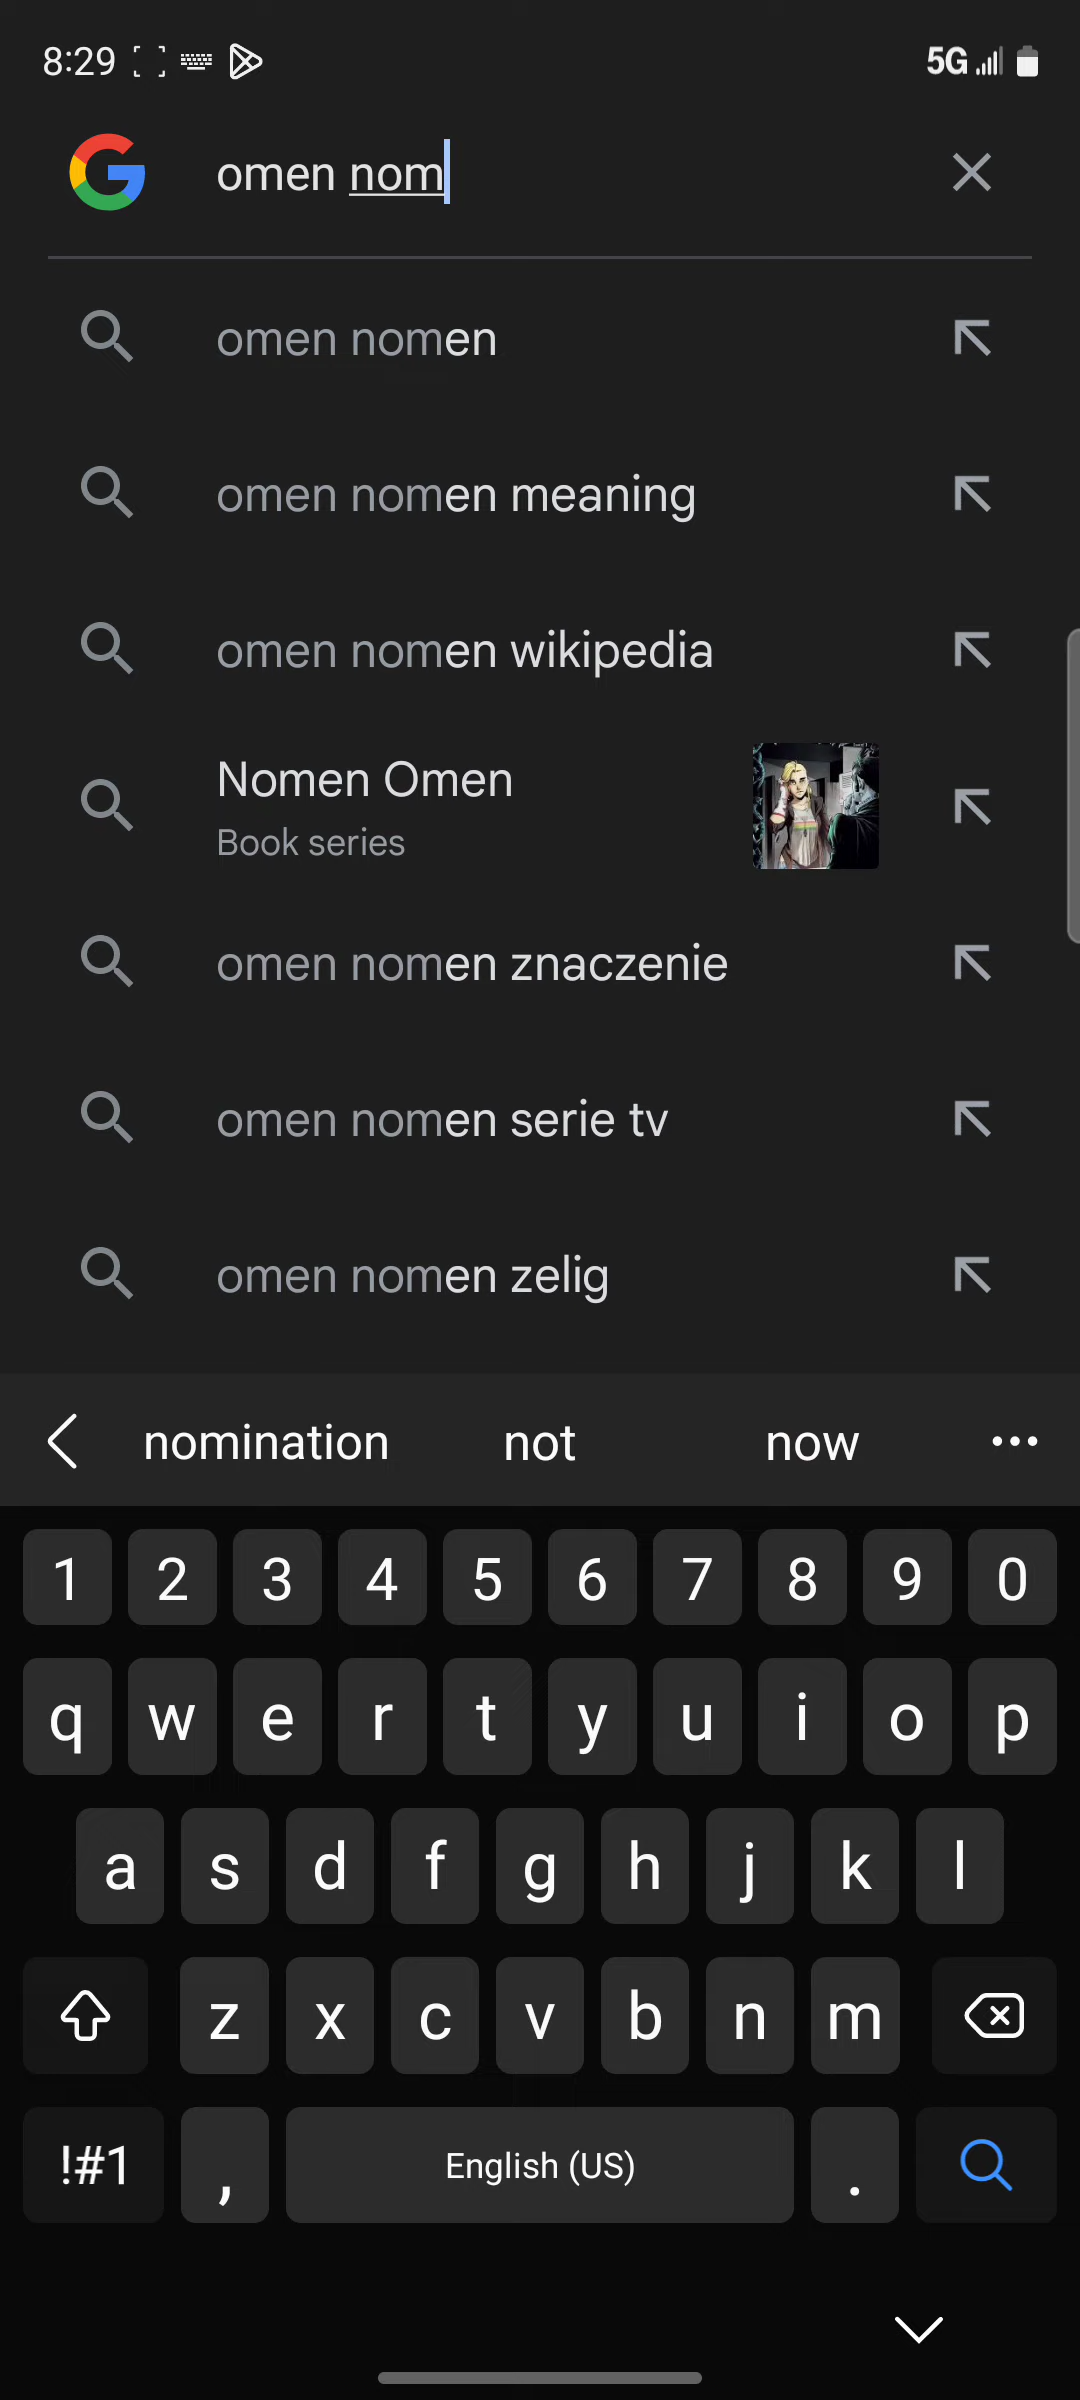 8:29
5G
omen nom
omen nomen
omen nomen meaning
omen nomen wikipedia
Nomen Omen
Book series
omen nomen znaczenie
omen nomen serie tv
omen nomen zelig
nomination not now
1 2 3 4 5 6 7 8 9 0
q w e r t y u i o p
a s d f g h j k l
z x c v b n m
!#1 , English (US) .